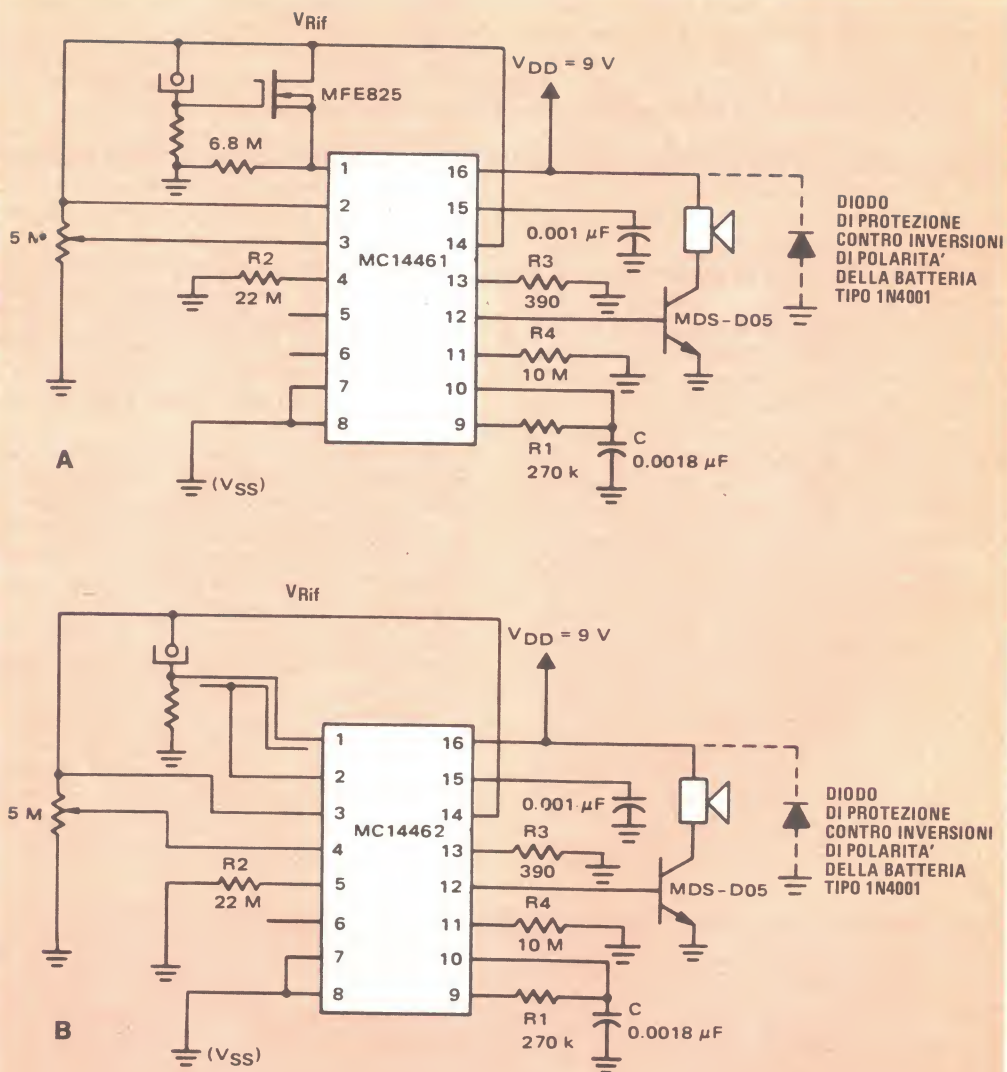 VRif
VDD = 9 V
MFE825
6.8 M
1
2
3
4
5
6
7
8
16
15
14
13
12
11
10
9
MC14461
5 M
R2
22 M
0.001 µF
R3
390
R4
10 M
R1
270 k
C
0.0018 µF
MDS-D05
DIODO
DI PROTEZIONE
CONTRO INVERSIONI
DI POLARITA'
DELLA BATTERIA
TIPO 1N4001
A
(VSS)
VRif
VDD = 9 V
1
2
3
4
5
6
7
8
16
15
14
13
12
11
10
9
MC14462
5 M
R2
22 M
0.001 µF
R3
390
R4
10 M
R1
270 k
C
0.0018 µF
MDS-D05
DIODO
DI PROTEZIONE
CONTRO INVERSIONI
DI POLARITA'
DELLA BATTERIA
TIPO 1N4001
B
(VSS)